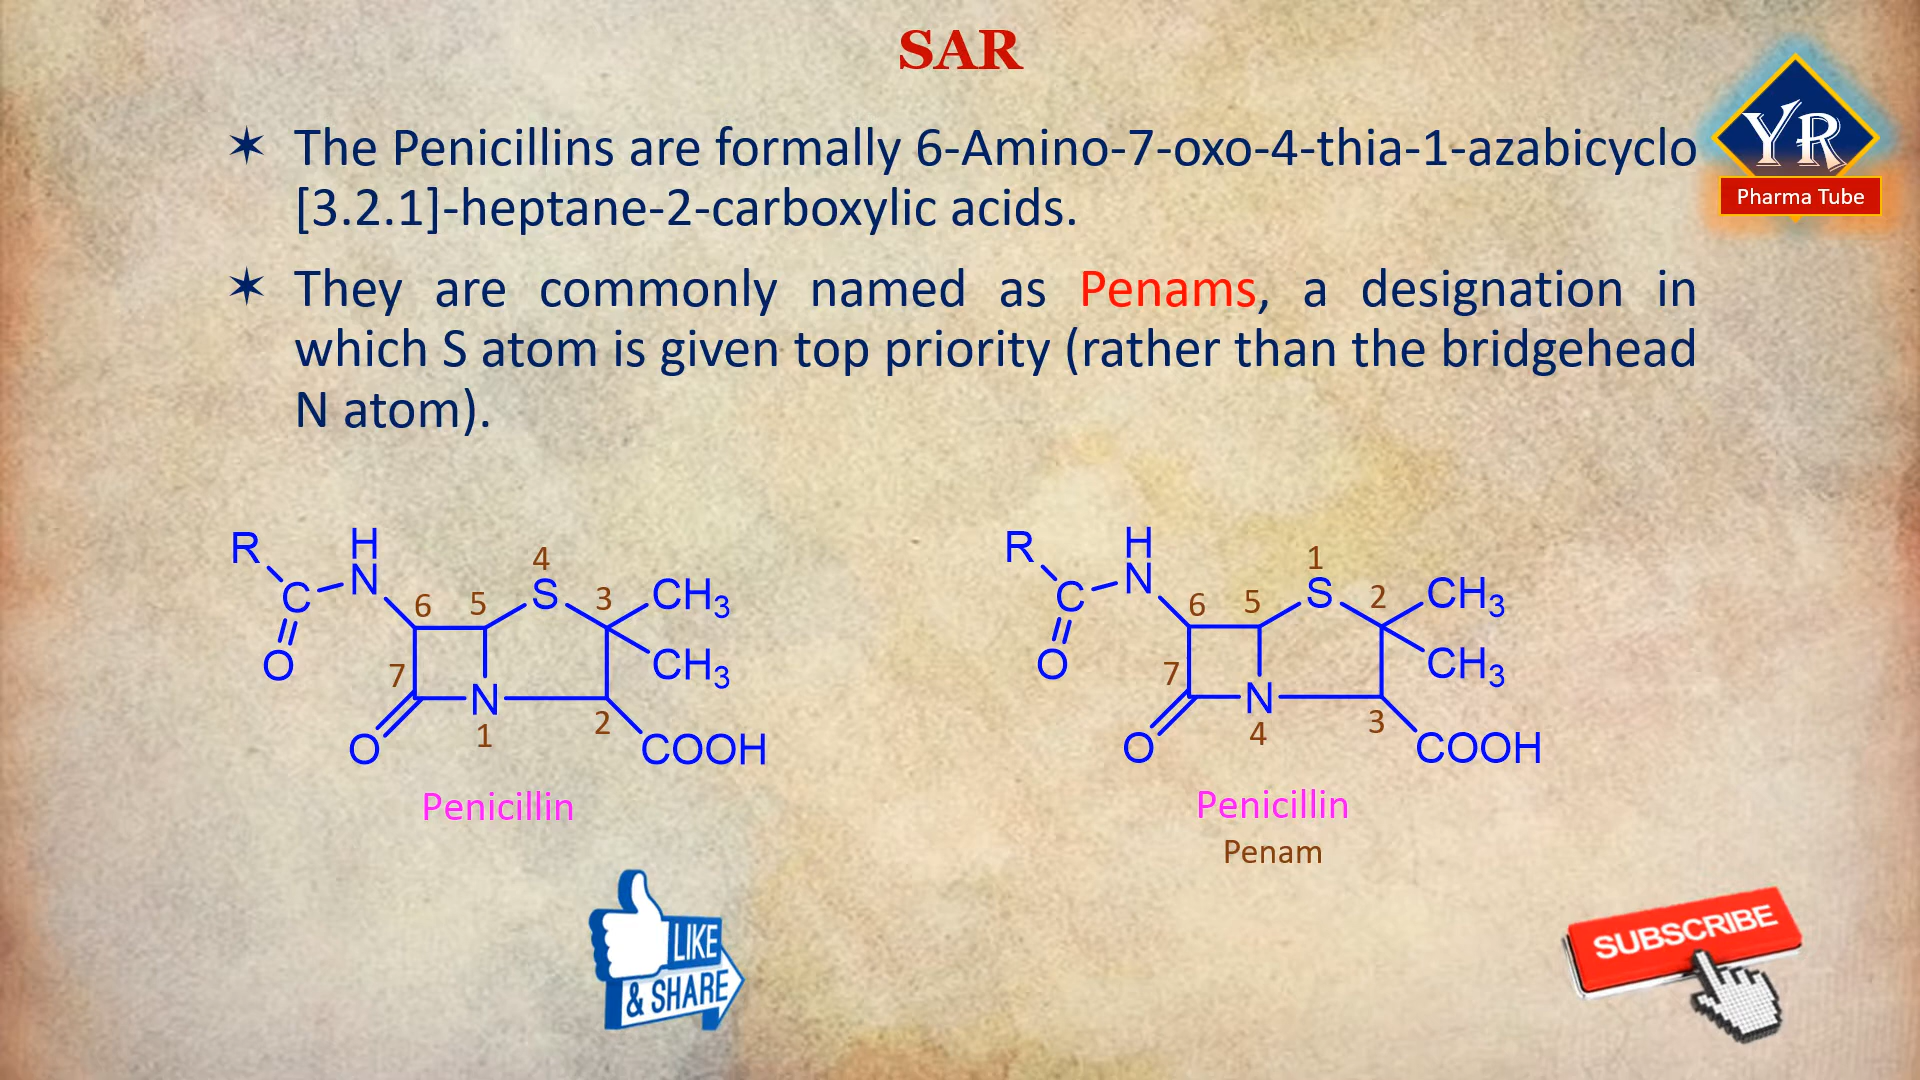 SAR
YR
Pharma Tube
✶ The Penicillins are formally 6-Amino-7-oxo-4-thia-1-azabicyclo
[3.2.1]-heptane-2-carboxylic acids.
✶ They are commonly named as Penams, a designation in
which S atom is given top priority (rather than the bridgehead
N atom).
R H N C O 6 5 4 S 3 CH3 CH3 7 N 1 2 O COOH
Penicillin
R H N C O 6 5 1 S 2 CH3 CH3 7 N 4 3 O COOH
Penicillin
Penam
LIKE
& SHARE
SUBSCRIBE